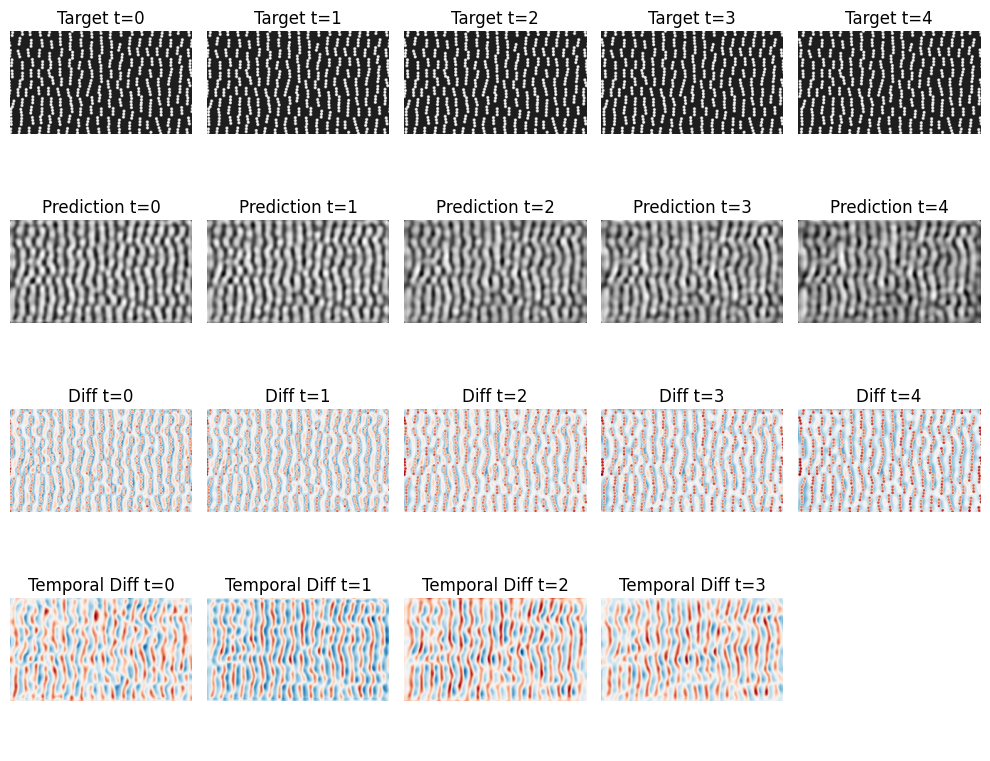 Target t=0 Target t=1 Target t=2 Target t=3 Target t=4
Prediction t=0 Prediction t=1 Prediction t=2 Prediction t=3 Prediction t=4
Diff t=0 Diff t=1 Diff t=2 Diff t=3 Diff t=4
Temporal Diff t=0 Temporal Diff t=1 Temporal Diff t=2 Temporal Diff t=3